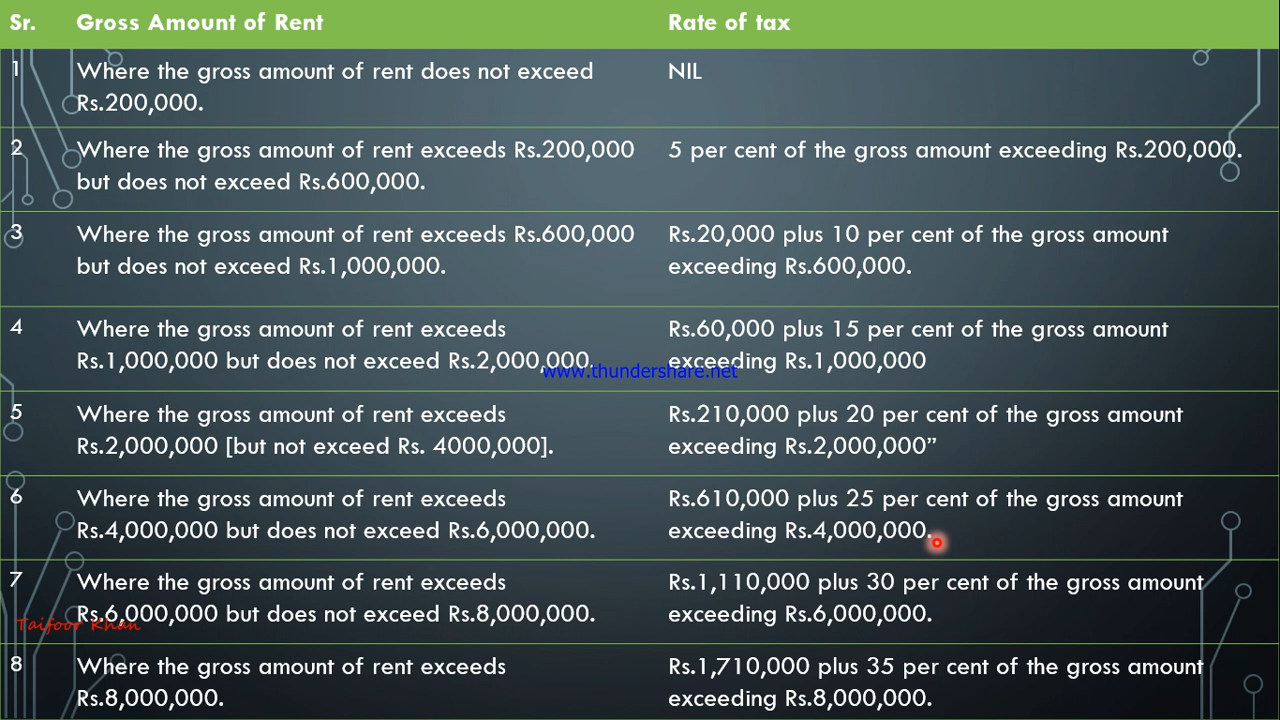 Sr. Gross Amount of Rent Rate of tax
1 Where the gross amount of rent does not exceed NIL
Rs.200,000.
2 Where the gross amount of rent exceeds Rs.200,000 5 per cent of the gross amount exceeding Rs.200,000.
but does not exceed Rs.600,000.
3 Where the gross amount of rent exceeds Rs.600,000 Rs.20,000 plus 10 per cent of the gross amount
but does not exceed Rs.1,000,000. exceeding Rs.600,000.
4 Where the gross amount of rent exceeds Rs.60,000 plus 15 per cent of the gross amount
Rs.1,000,000 but does not exceed Rs.2,000,000. exceeding Rs.1,000,000
www.thundershare.net
5 Where the gross amount of rent exceeds Rs.210,000 plus 20 per cent of the gross amount
Rs.2,000,000 [but not exceed Rs. 4000,000]. exceeding Rs.2,000,000”
6 Where the gross amount of rent exceeds Rs.610,000 plus 25 per cent of the gross amount
Rs.4,000,000 but does not exceed Rs.6,000,000. exceeding Rs.4,000,000.
7 Where the gross amount of rent exceeds Rs.1,110,000 plus 30 per cent of the gross amount
Rs.6,000,000 but does not exceed Rs.8,000,000. exceeding Rs.6,000,000.
Taifoor Khan
8 Where the gross amount of rent exceeds Rs.1,710,000 plus 35 per cent of the gross amount
Rs.8,000,000. exceeding Rs.8,000,000.